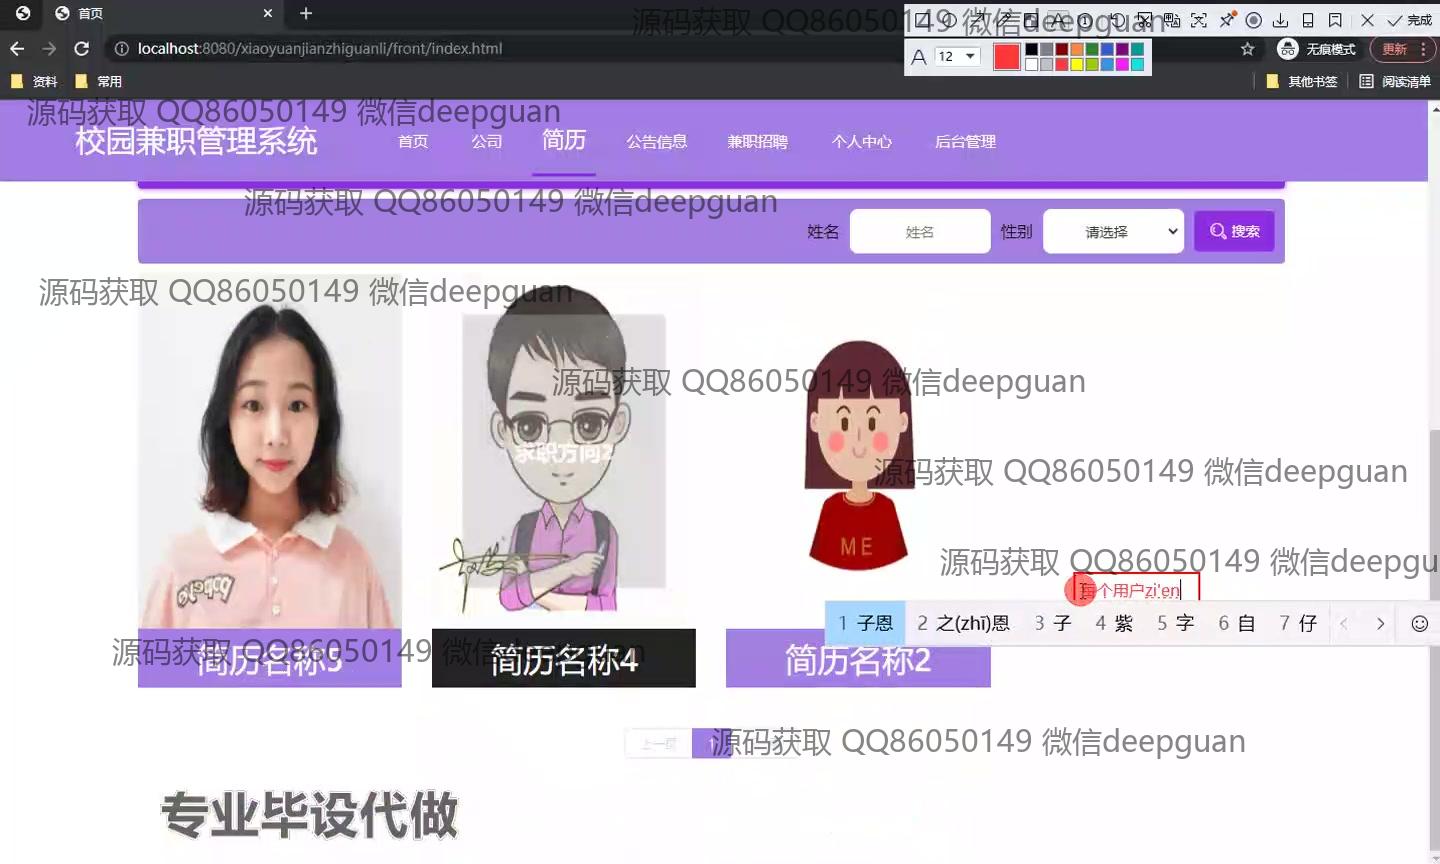 首页
完成
localhost:8080/xiaoyuanjianzhiguanli/front/index.html
无痕模式
更新
A 12
资料
常用
其他书签
阅读清单
源码获取 QQ86050149 微信deepguan
源码获取 QQ86050149 微信deepguan
校园兼职管理系统
首页
公司
简历
公告信息
兼职招聘
个人中心
后台管理
源码获取 QQ86050149 微信deepguan
姓名
姓名
性别
请选择
搜索
源码获取 QQ86050149 微信deepguan
源码获取 QQ86050149 微信deepguan
求职方向2
源码获取 QQ86050149 微信deepguan
ME
源码获取 QQ86050149 微信deepgu
每个用户zi'en
1 子恩 2 之(zhī)恩 3 子 4 紫 5 字 6 自 7 仔
源码获取 QQ86050149 微信deepguan
简历名称5
简历名称4
简历名称2
上一页
1
源码获取 QQ86050149 微信deepguan
专业毕设代做